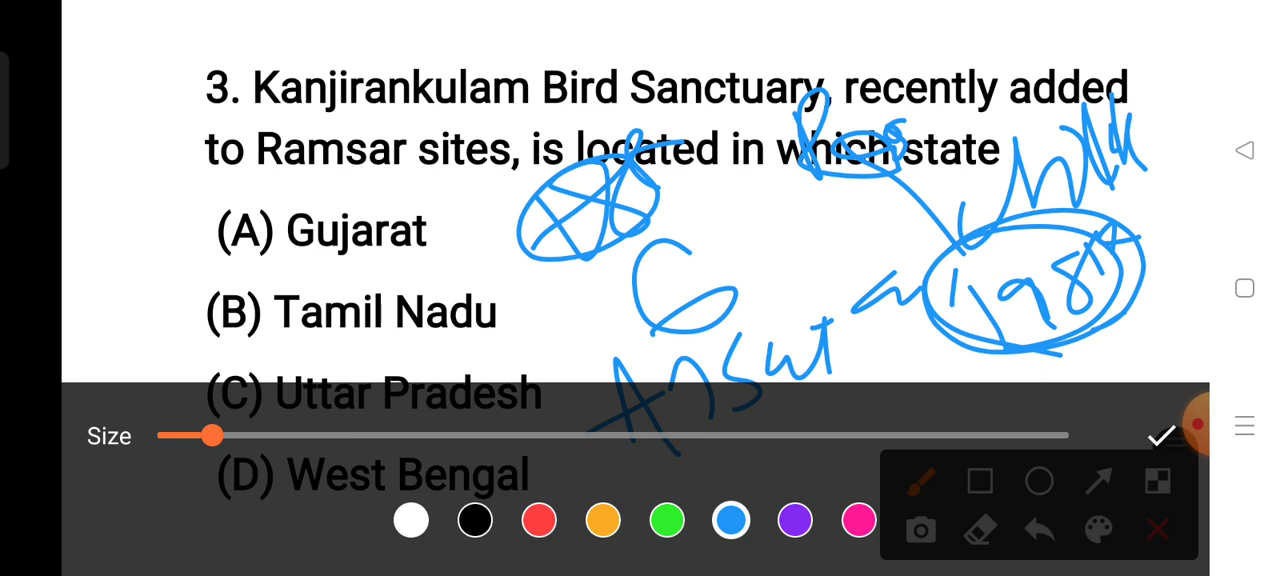 3. Kanjirankulam Bird Sanctuary, recently added
to Ramsar sites, is located in which state
(A) Gujarat
(B) Tamil Nadu
1984
(C) Uttar Pradesh
Size
(D) West Bengal